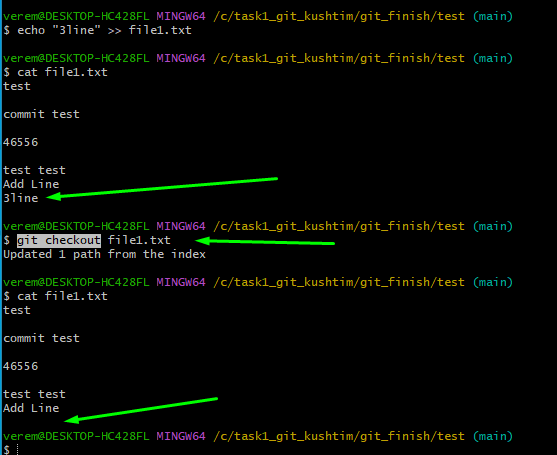 verem@DESKTOP-HC428FL MINGW64 /c/task1_git_kushtim/git_finish/test (main)
$ echo "3line" >> file1.txt
verem@DESKTOP-HC428FL MINGW64 /c/task1_git_kushtim/git_finish/test (main)
$ cat file1.txt
test
commit test
46556
test test
Add Line
3line
verem@DESKTOP-HC428FL MINGW64 /c/task1_git_kushtim/git_finish/test (main)
$ git checkout file1.txt
Updated 1 path from the index
verem@DESKTOP-HC428FL MINGW64 /c/task1_git_kushtim/git_finish/test (main)
$ cat file1.txt
test
commit test
46556
test test
Add Line
verem@DESKTOP-HC428FL MINGW64 /c/task1_git_kushtim/git_finish/test (main)
$